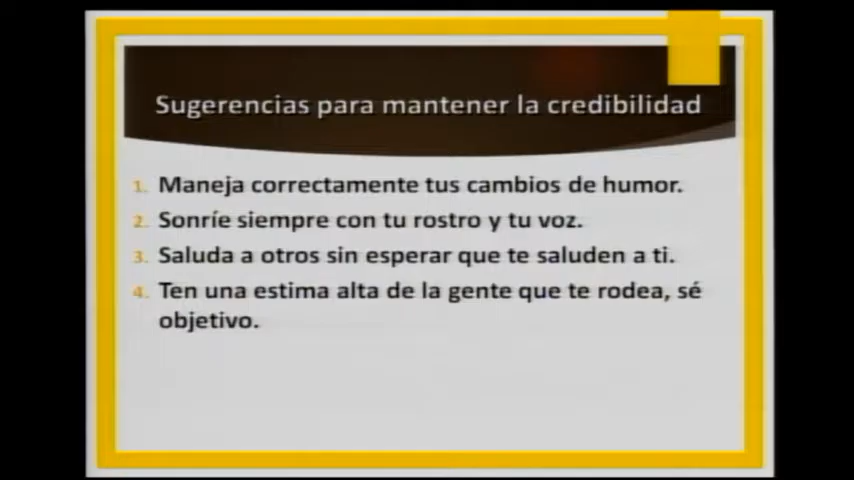 Sugerencias para mantener la credibilidad
1. Maneja correctamente tus cambios de humor.
2. Sonríe siempre con tu rostro y tu voz.
3. Saluda a otros sin esperar que te saluden a ti.
4. Ten una estima alta de la gente que te rodea, sé
objetivo.